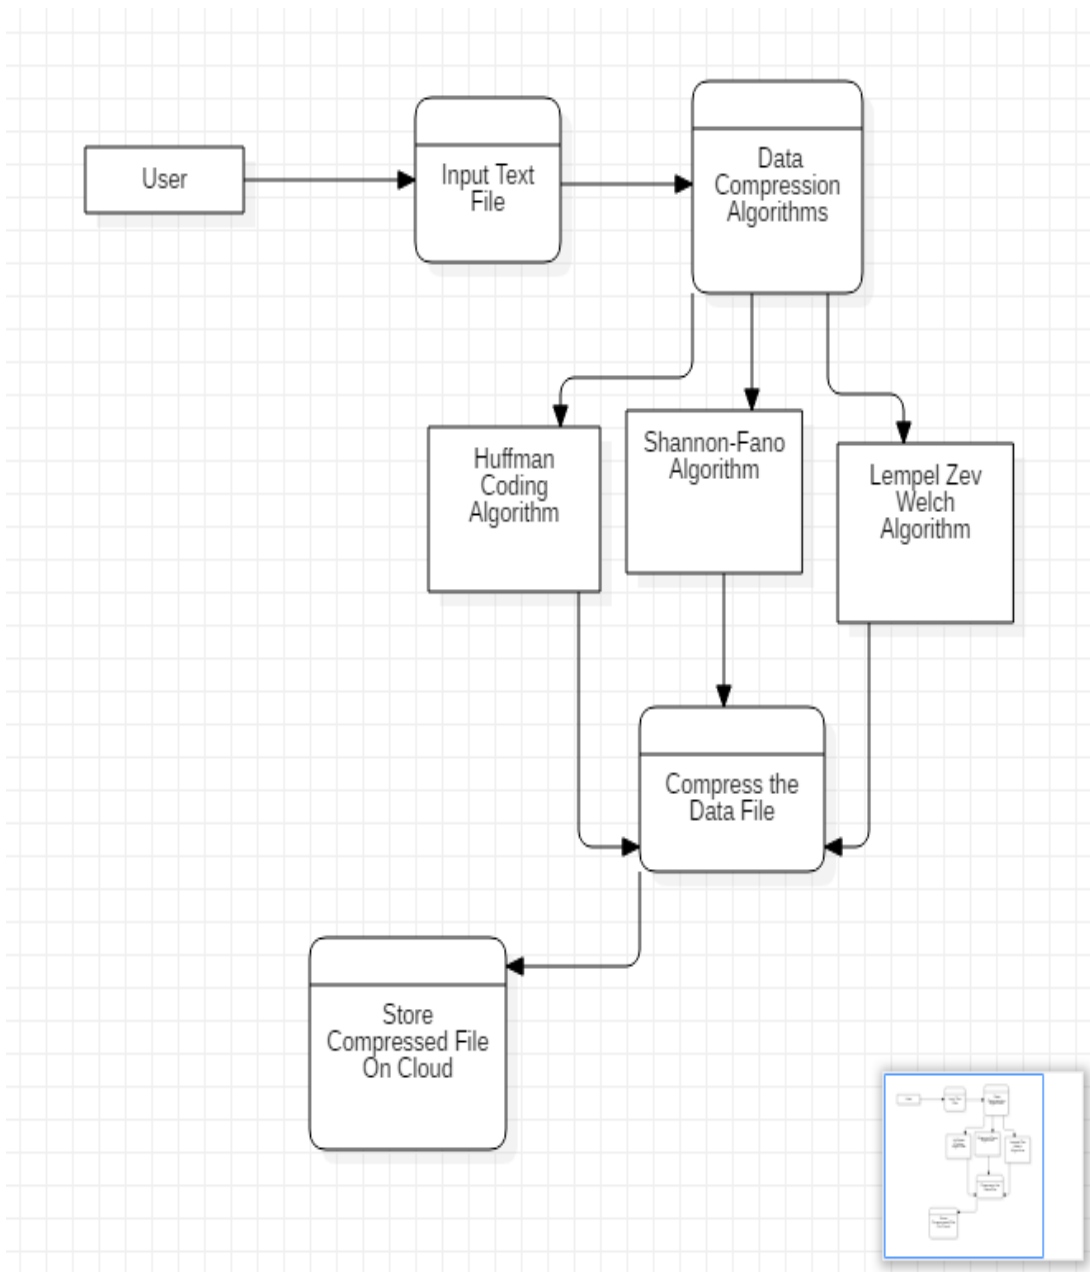 User
Input Text
File
Data
Compression
Algorithms
Huffman
Coding
Algorithm
Shannon-Fano
Algorithm
Lempel Zev
Welch
Algorithm
Compress the
Data File
Store
Compressed File
On Cloud